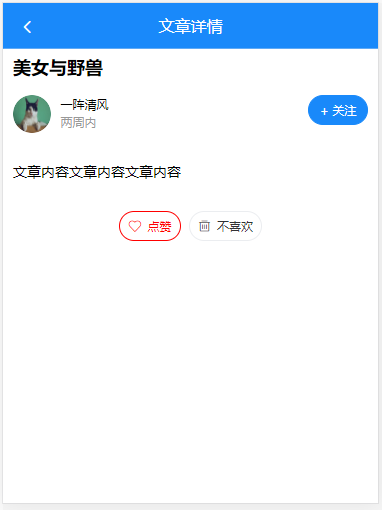 文章详情
美女与野兽
一阵清风
两周内
+ 关注
文章内容文章内容文章内容
点赞
不喜欢